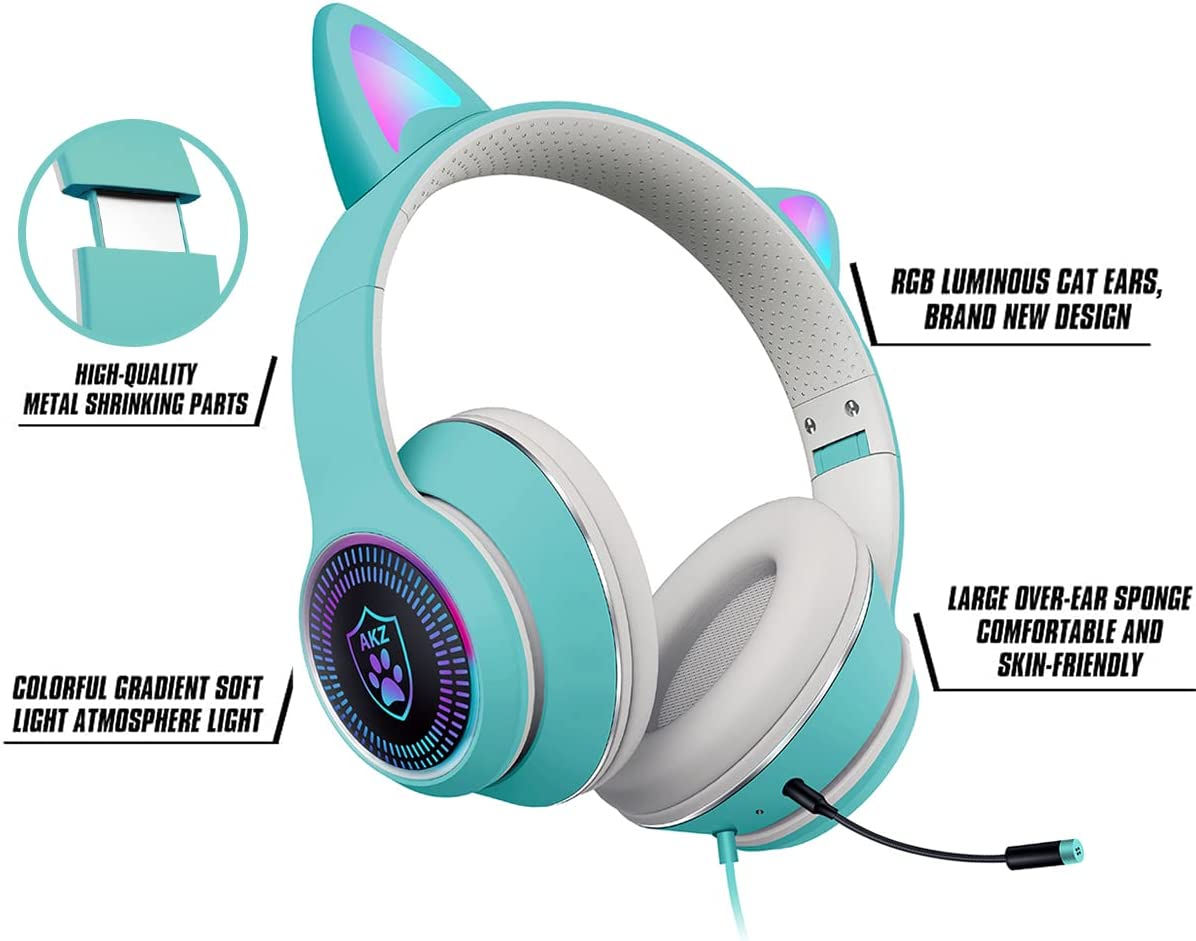 RGB LUMINOUS CAT EARS,
BRAND NEW DESIGN
HIGH-QUALITY
METAL SHRINKING PARTS
AKZ
LARGE OVER-EAR SPONGE
COMFORTABLE AND
SKIN-FRIENDLY
COLORFUL GRADIENT SOFT
LIGHT ATMOSPHERE LIGHT